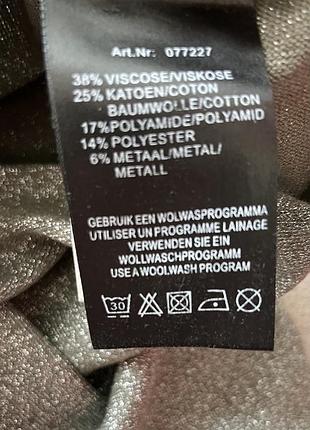 Art.Nr: 077227
38% VISCOSE/VISKOSE
25% KATOEN/COTON
BAUMWOLLE/COTTON
17%POLYAMIDE/POLYAMID
14% POLYESTER
6% METAAL/METAL/
METALL
GEBRUIK EEN WOLWASPROGRAMMA
UTILISER UN PROGRAMME LAINAGE
VERWENDEN SIE EIN
WOLLWASCHPROGRAMM
USE A WOOLWASH PROGRAM
30